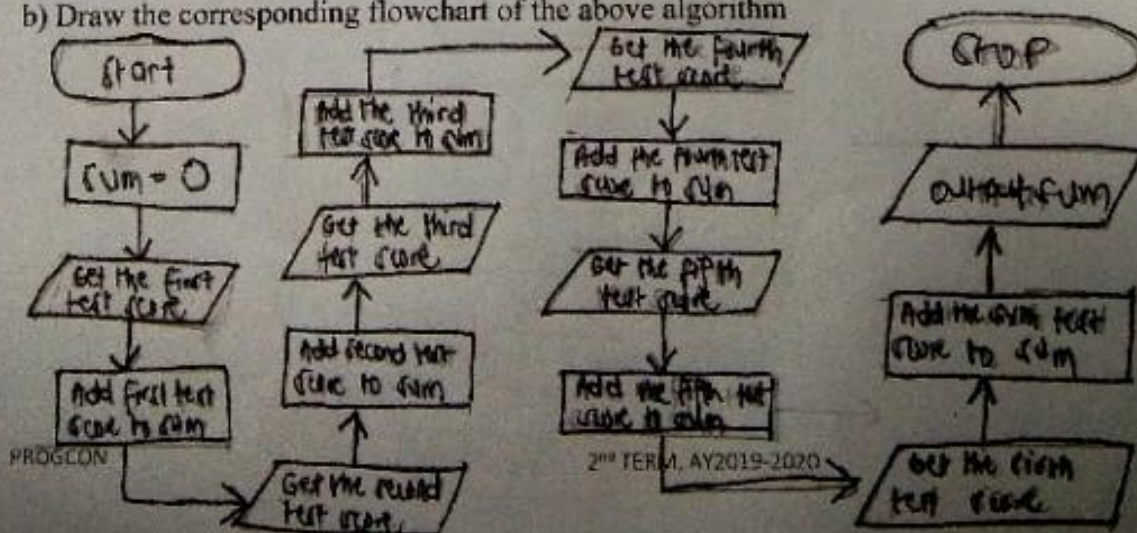 b) Draw the corresponding flowchart of the above algorithm
Start
sum = 0
Get the first
test score
Add first test
score to sum
Get the second
test score
Add second test
score to sum
Get the third
test score
Add the third
test score to sum
Get the fourth
test score
Add the fourth test
score to sum
Get the fifth
test score
Add the fifth test
score to sum
Get the
test score
Add the test
score to sum
output sum
Stop
PROGCON
2nd TERM, AY2019-2020